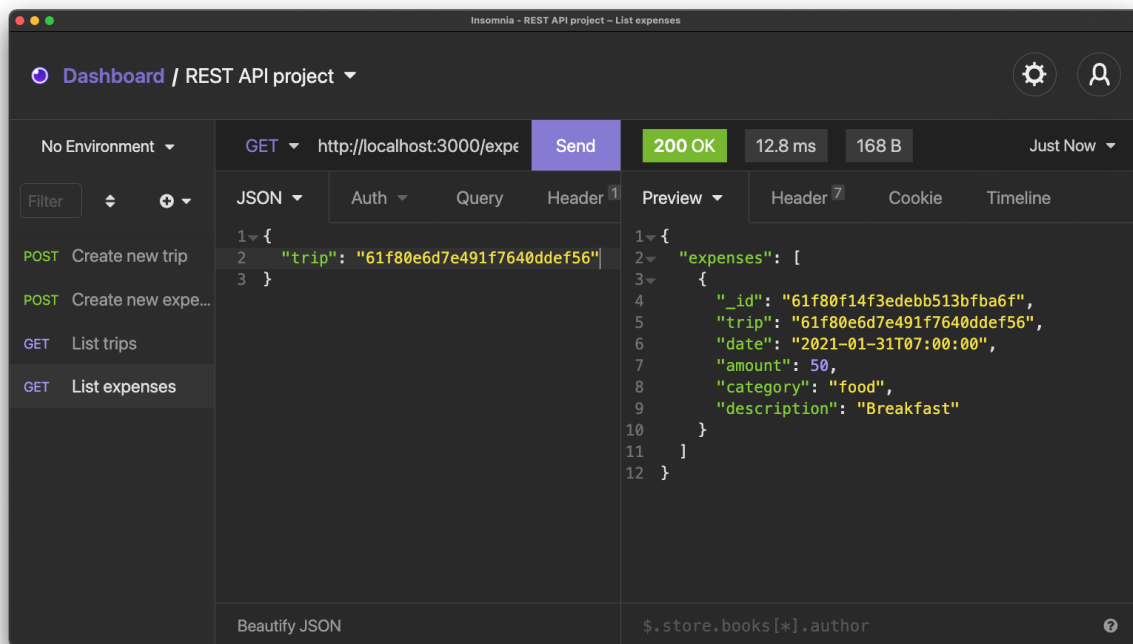 Insomnia - REST API project – List expenses
Dashboard / REST API project
No Environment
GET http://localhost:3000/expe
Send
200 OK 12.8 ms 168 B Just Now
Filter
JSON Auth Query Header 1
Preview Header 7 Cookie Timeline
POST Create new trip
POST Create new expe...
GET List trips
GET List expenses
1 {
2 "trip": "61f80e6d7e491f7640ddef56"
3 }
1 {
2 "expenses": [
3 {
4 "_id": "61f80f14f3edebb513bfba6f",
5 "trip": "61f80e6d7e491f7640ddef56",
6 "date": "2021-01-31T07:00:00",
7 "amount": 50,
8 "category": "food",
9 "description": "Breakfast"
10 }
11 ]
12 }
Beautify JSON
$.store.books[*].author
?